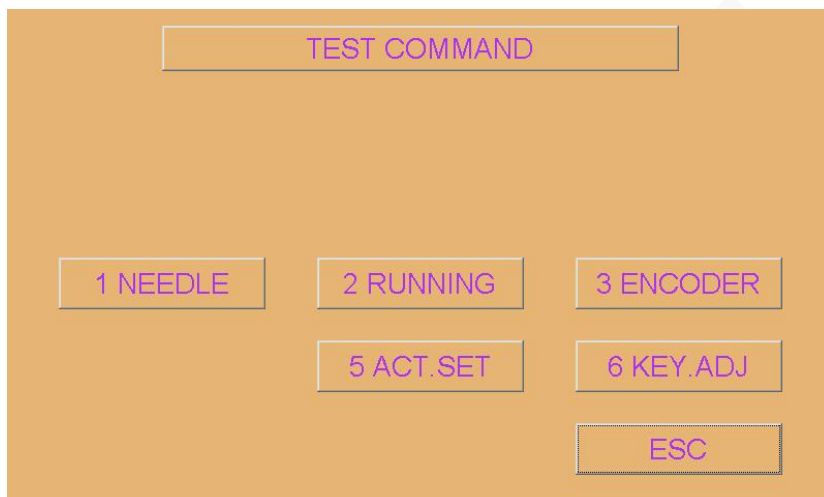 TEST COMMAND
1 NEEDLE
2 RUNNING
3 ENCODER
5 ACT.SET
6 KEY.ADJ
ESC